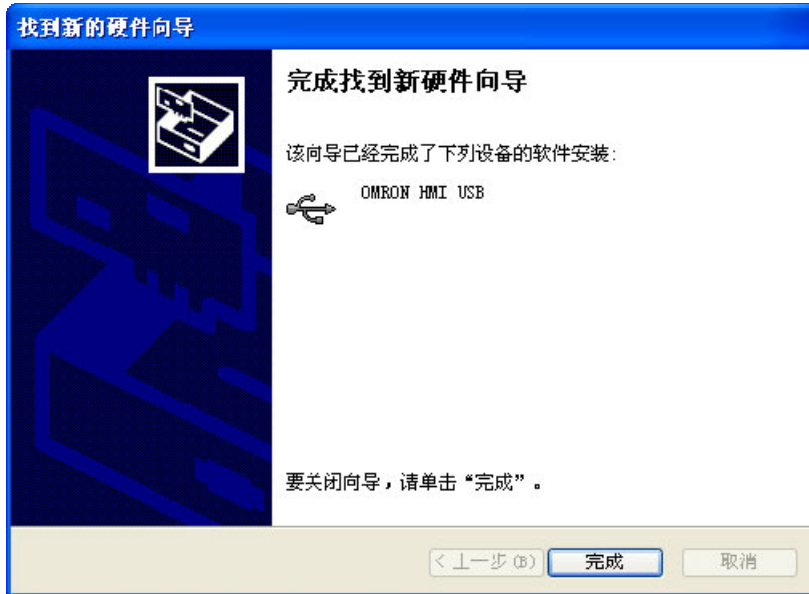 找到新的硬件向导
完成找到新硬件向导
该向导已经完成了下列设备的软件安装:
OMRON HMI USB
要关闭向导,请单击“完成”。
< 上一步(B)
完成
取消